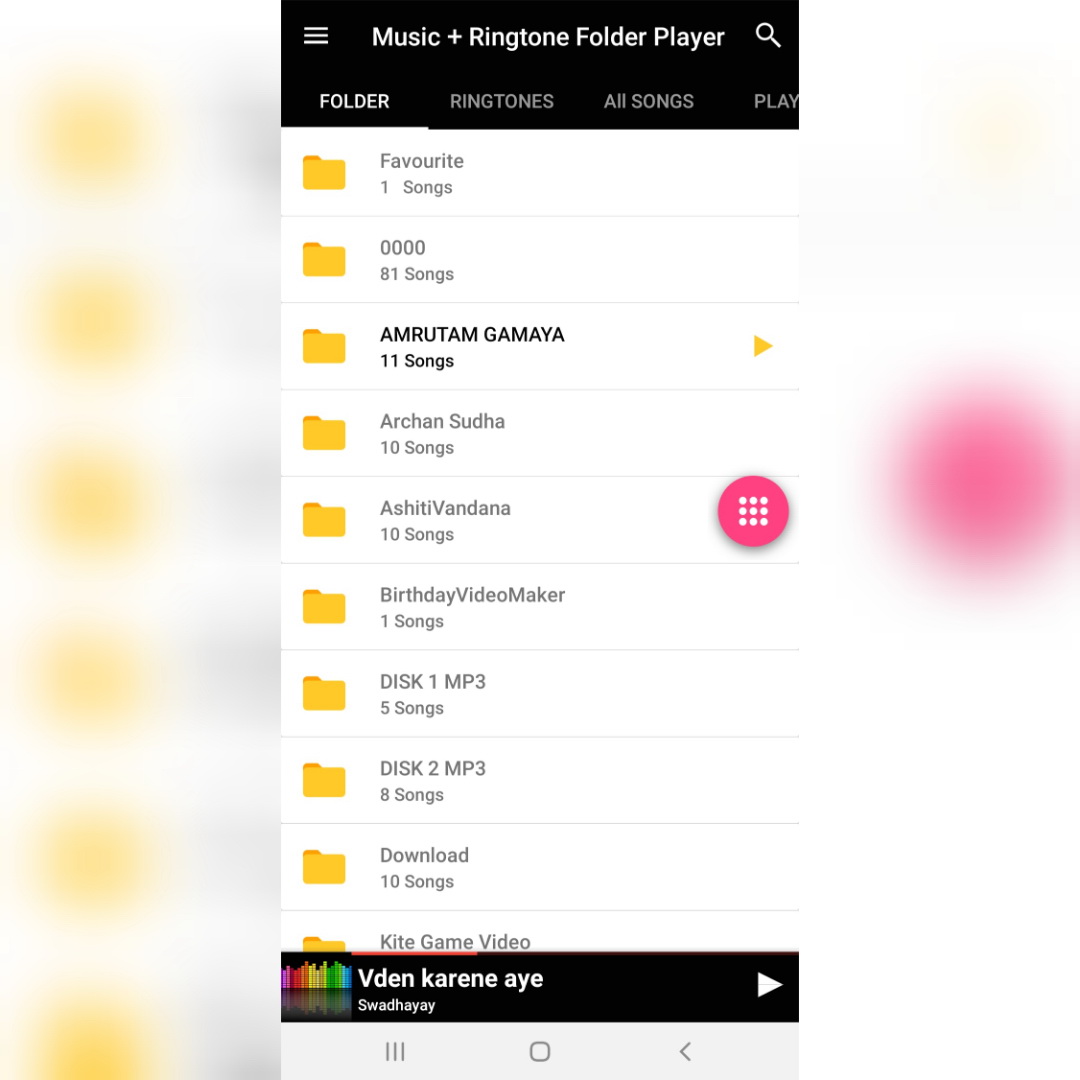 Music + Ringtone Folder Player
FOLDER RINGTONES All SONGS PLAY
Favourite
1 Songs
0000
81 Songs
AMRUTAM GAMAYA
11 Songs
Archan Sudha
10 Songs
AshitiVandana
10 Songs
BirthdayVideoMaker
1 Songs
DISK 1 MP3
5 Songs
DISK 2 MP3
8 Songs
Download
10 Songs
Kite Game Video
Vden karene aye
Swadhayay